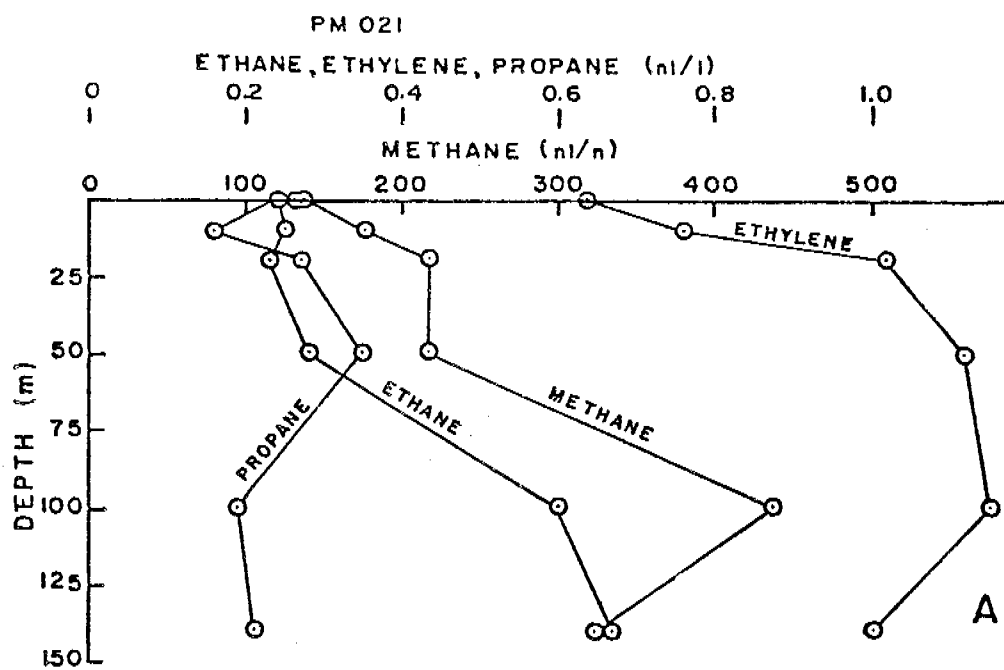 PM 021
ETHANE, ETHYLENE, PROPANE (nl/l)
0 0.2 0.4 0.6 0.8 1.0
METHANE (nl/n)
0 100 200 300 400 500
ETHYLENE
25
50
DEPTH (m)
ETHANE
METHANE
75
PROPANE
100
125
A
150